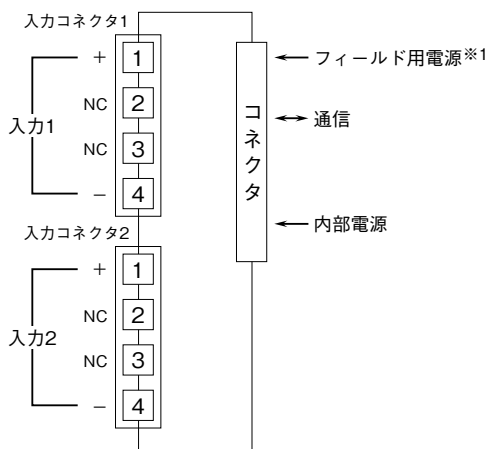 入力コネクタ1
+ 1
NC 2
NC 3
− 4
入力1
入力コネクタ2
+ 1
NC 2
NC 3
− 4
入力2
コネクタ
フィールド用電源※1
通信
内部電源